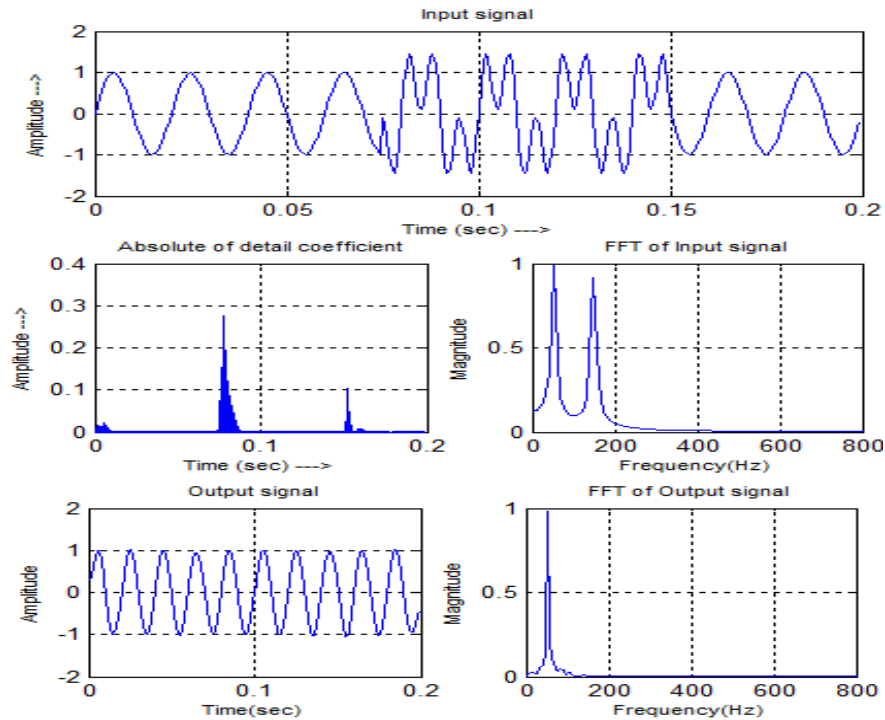 Input signal
Amplitude --->
2
1
0
-1
-2
0
0.05
0.1
0.15
0.2
Time (sec) --->
Absolute of detail coefficient
Amplitude --->
0.4
0.3
0.2
0.1
0
0
0.1
0.2
Time (sec) --->
FFT of Input signal
Magnitude
1
0.5
0
0
200
400
600
800
Frequency(Hz)
Output signal
Amplitude
2
1
0
-1
-2
0
0.1
0.2
Time(sec)
FFT of Output signal
Magnitude
1
0.5
0
0
200
400
600
800
Frequency(Hz)